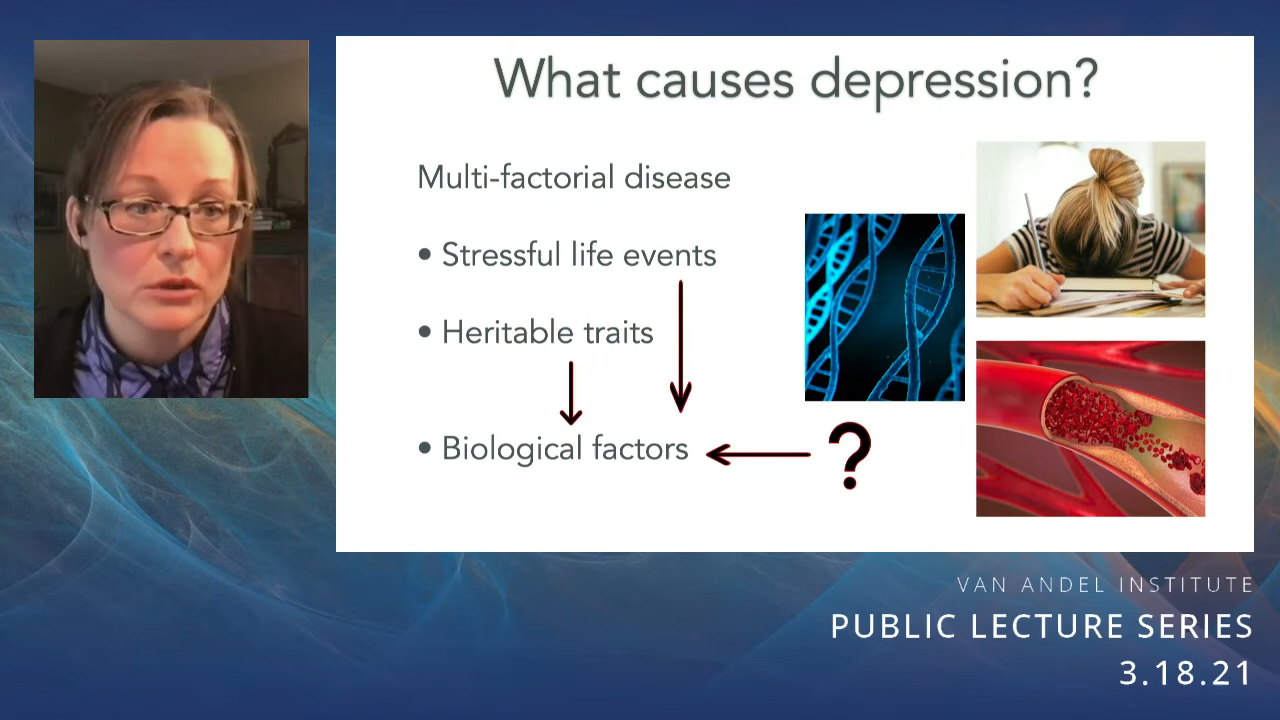 What causes depression?
Multi-factorial disease
• Stressful life events
• Heritable traits
• Biological factors
?
VAN ANDEL INSTITUTE
PUBLIC LECTURE SERIES
3.18.21